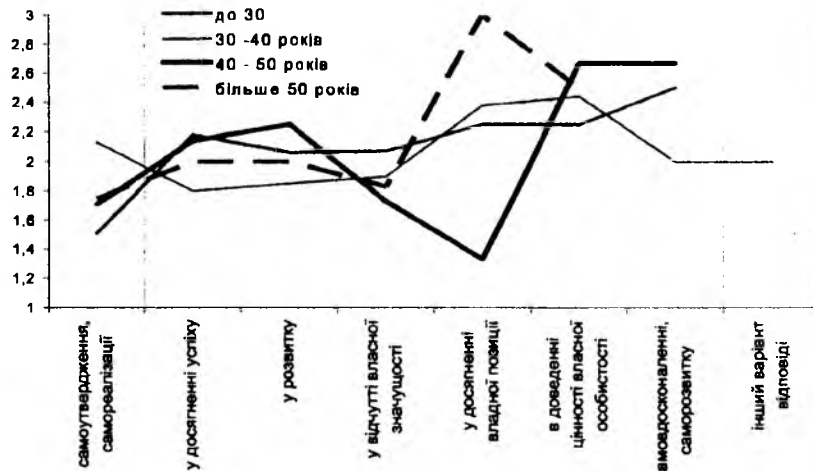 до 30
30 -40 років
40 - 50 років
більше 50 років
3
2,8
2,6
2,4
2,2
2
1,8
1,6
1,4
1,2
1
самоутвердження,
самореалізації
у досягненні успіху
у розвитку
у відчутті власної
значущості
у досягненні
владної позиції
в доведенні
цінності власної
особистості
амовдосконаленні,
саморозвитку
інший варіант
відповіді